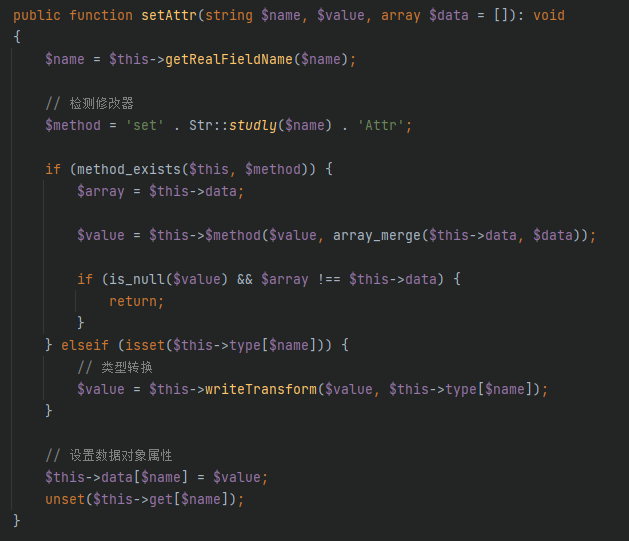 public function setAttr(string $name, $value, array $data = []): void
{
    $name = $this->getRealFieldName($name);
    // 检测修改器
    $method = 'set' . Str::studly($name) . 'Attr';
    if (method_exists($this, $method)) {
        $array = $this->data;
        $value = $this->$method($value, array_merge($this->data, $data));
        if (is_null($value) && $array !== $this->data) {
            return;
        }
    } elseif (isset($this->type[$name])) {
        // 类型转换
        $value = $this->writeTransform($value, $this->type[$name]);
    }
    // 设置数据对象属性
    $this->data[$name] = $value;
    unset($this->get[$name]);
}